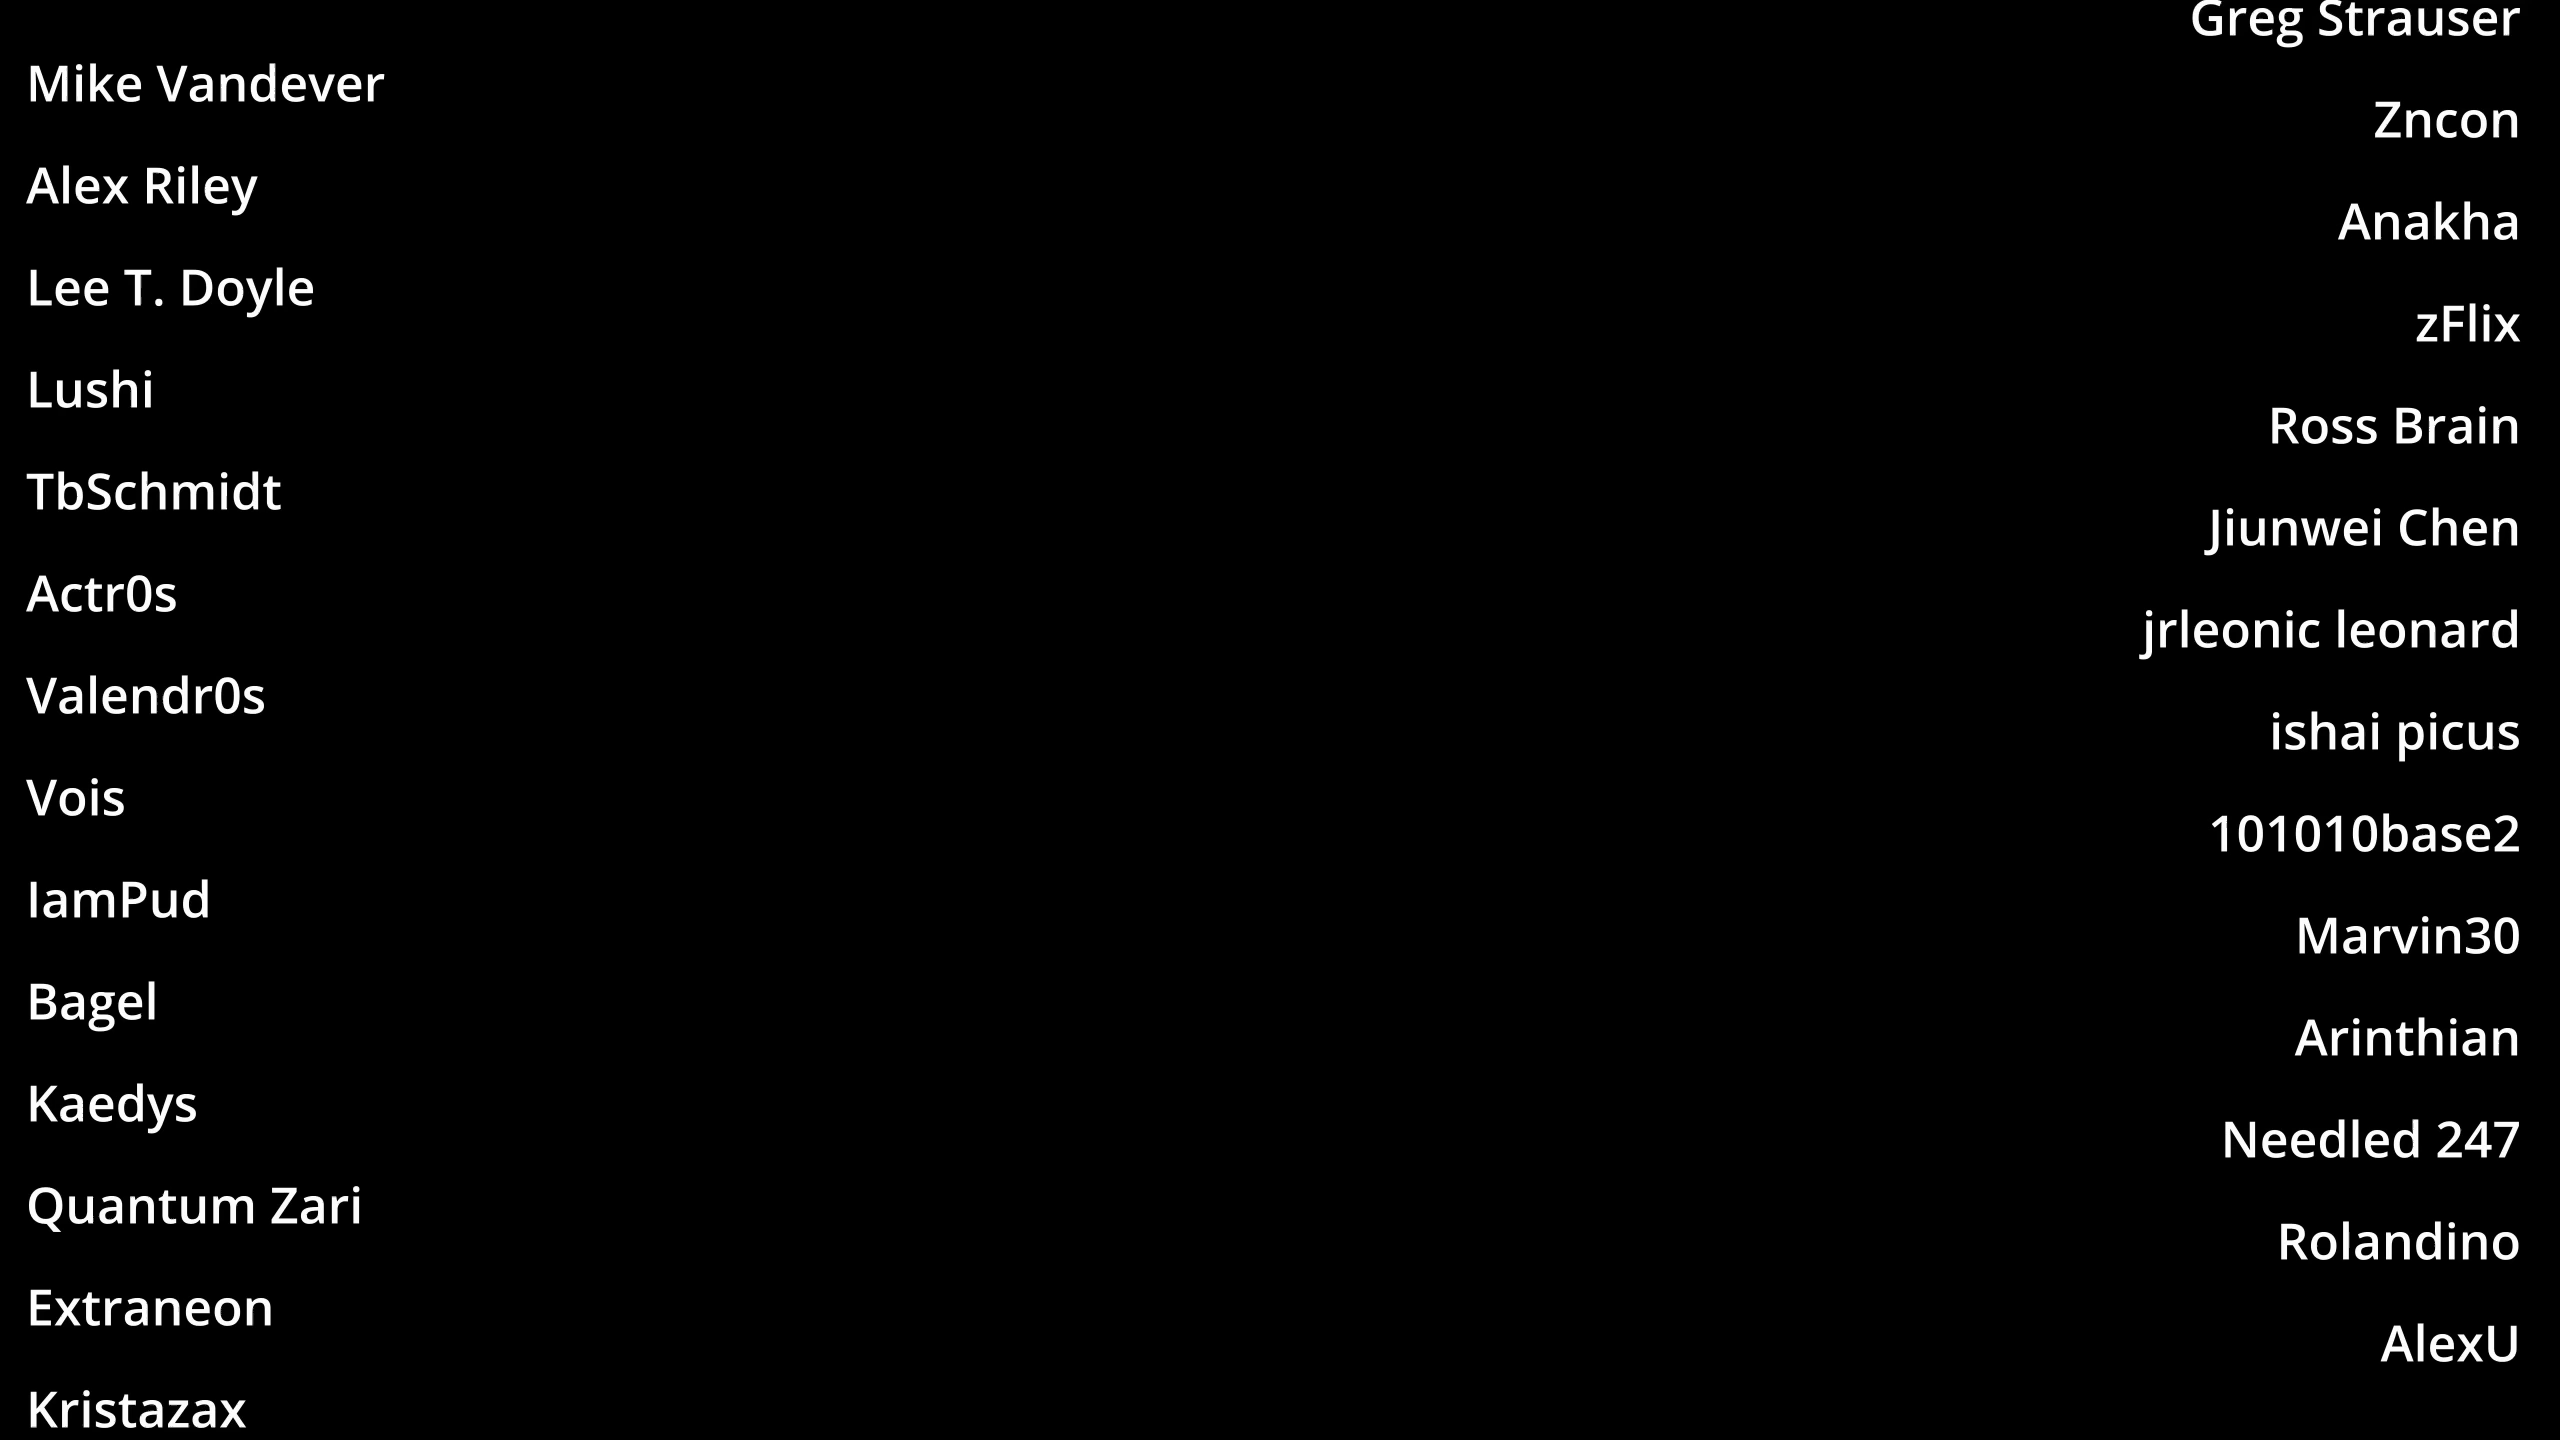 Mike Vandever
Alex Riley
Lee T. Doyle
Lushi
TbSchmidt
Actr0s
Valendr0s
Vois
IamPud
Bagel
Kaedys
Quantum Zari
Extraneon
Kristazax
Greg Strauser
Zncon
Anakha
zFlix
Ross Brain
Jiunwei Chen
jrleonic leonard
ishai picus
101010base2
Marvin30
Arinthian
Needled 247
Rolandino
AlexU